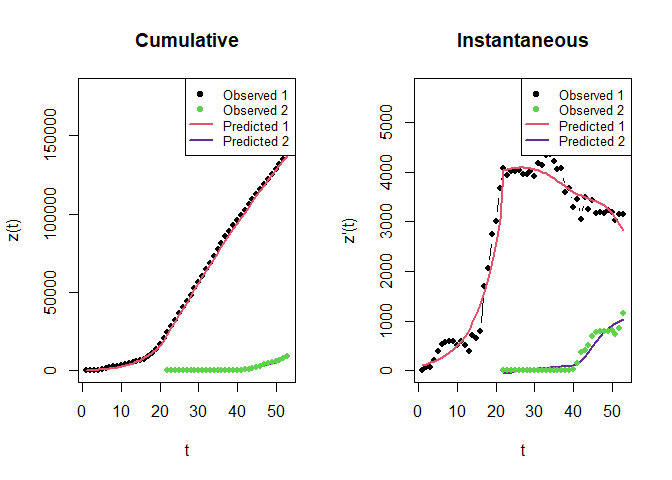 Cumulative
z(t)
150000
100000
50000
0
Observed 1
Observed 2
Predicted 1
Predicted 2
0 10 20 30 40 50
t
Instantaneous
z'(t)
5000
4000
3000
2000
1000
0
Observed 1
Observed 2
Predicted 1
Predicted 2
0 10 20 30 40 50
t